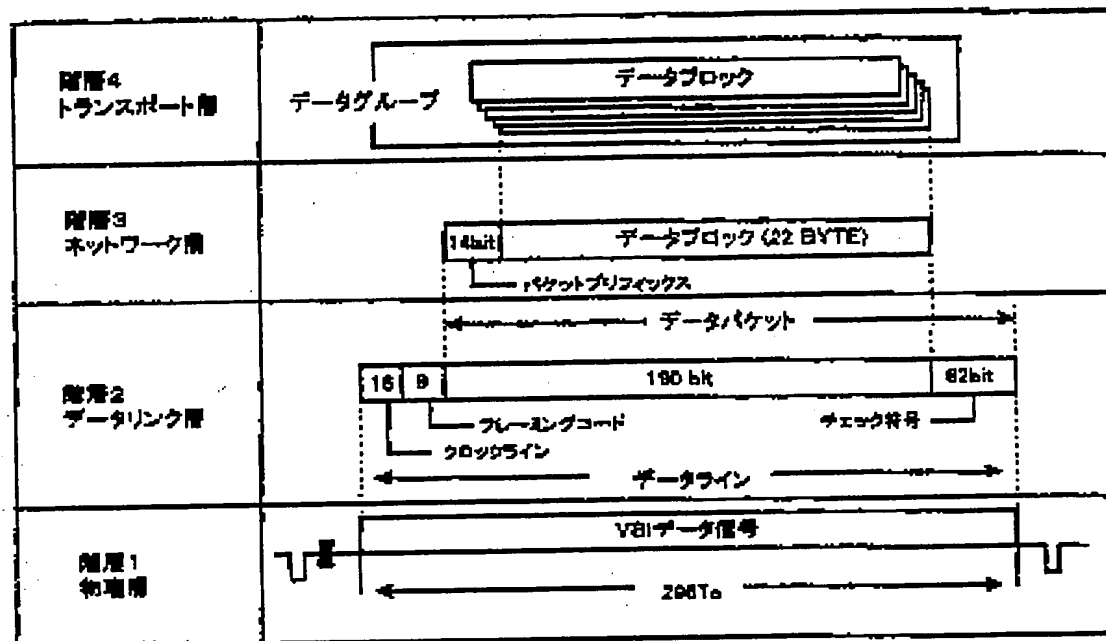 階層4
トランスポート層
データグループ
データブロック
階層3
ネットワーク層
14bit
データブロック (22 BYTE)
パケットプリフィックス
データパケット
階層2
データリンク層
16
9
190 bit
82bit
フレーミングコード
チェック符号
クロックライン
データライン
階層1
物理層
VBIデータ信号
296To